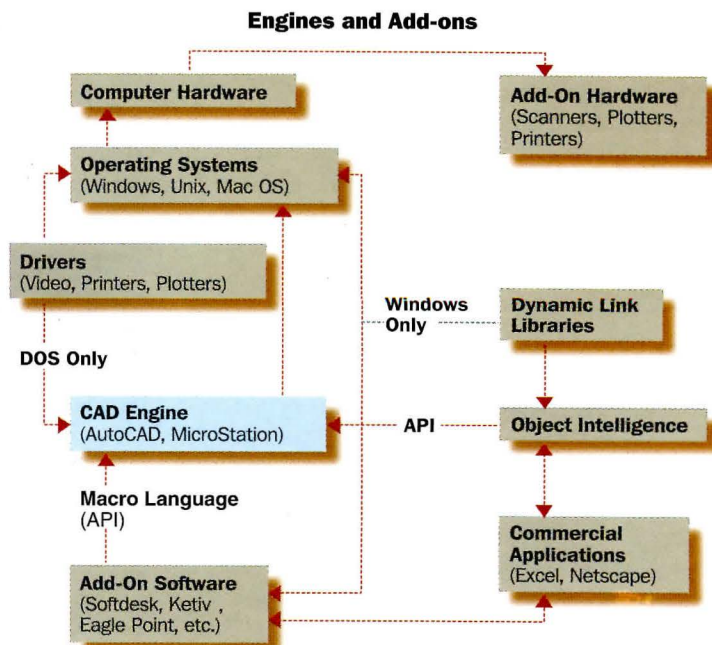 Engines and Add-ons
Computer Hardware
Add-On Hardware
(Scanners, Plotters,
Printers)
Operating Systems
(Windows, Unix, Mac OS)
Drivers
(Video, Printers, Plotters)
Windows
Only
Dynamic Link
Libraries
DOS Only
CAD Engine
(AutoCAD, MicroStation)
API
Object Intelligence
Macro Language
(API)
Commercial
Applications
(Excel, Netscape)
Add-On Software
(Softdesk, Ketiv ,
Eagle Point, etc.)